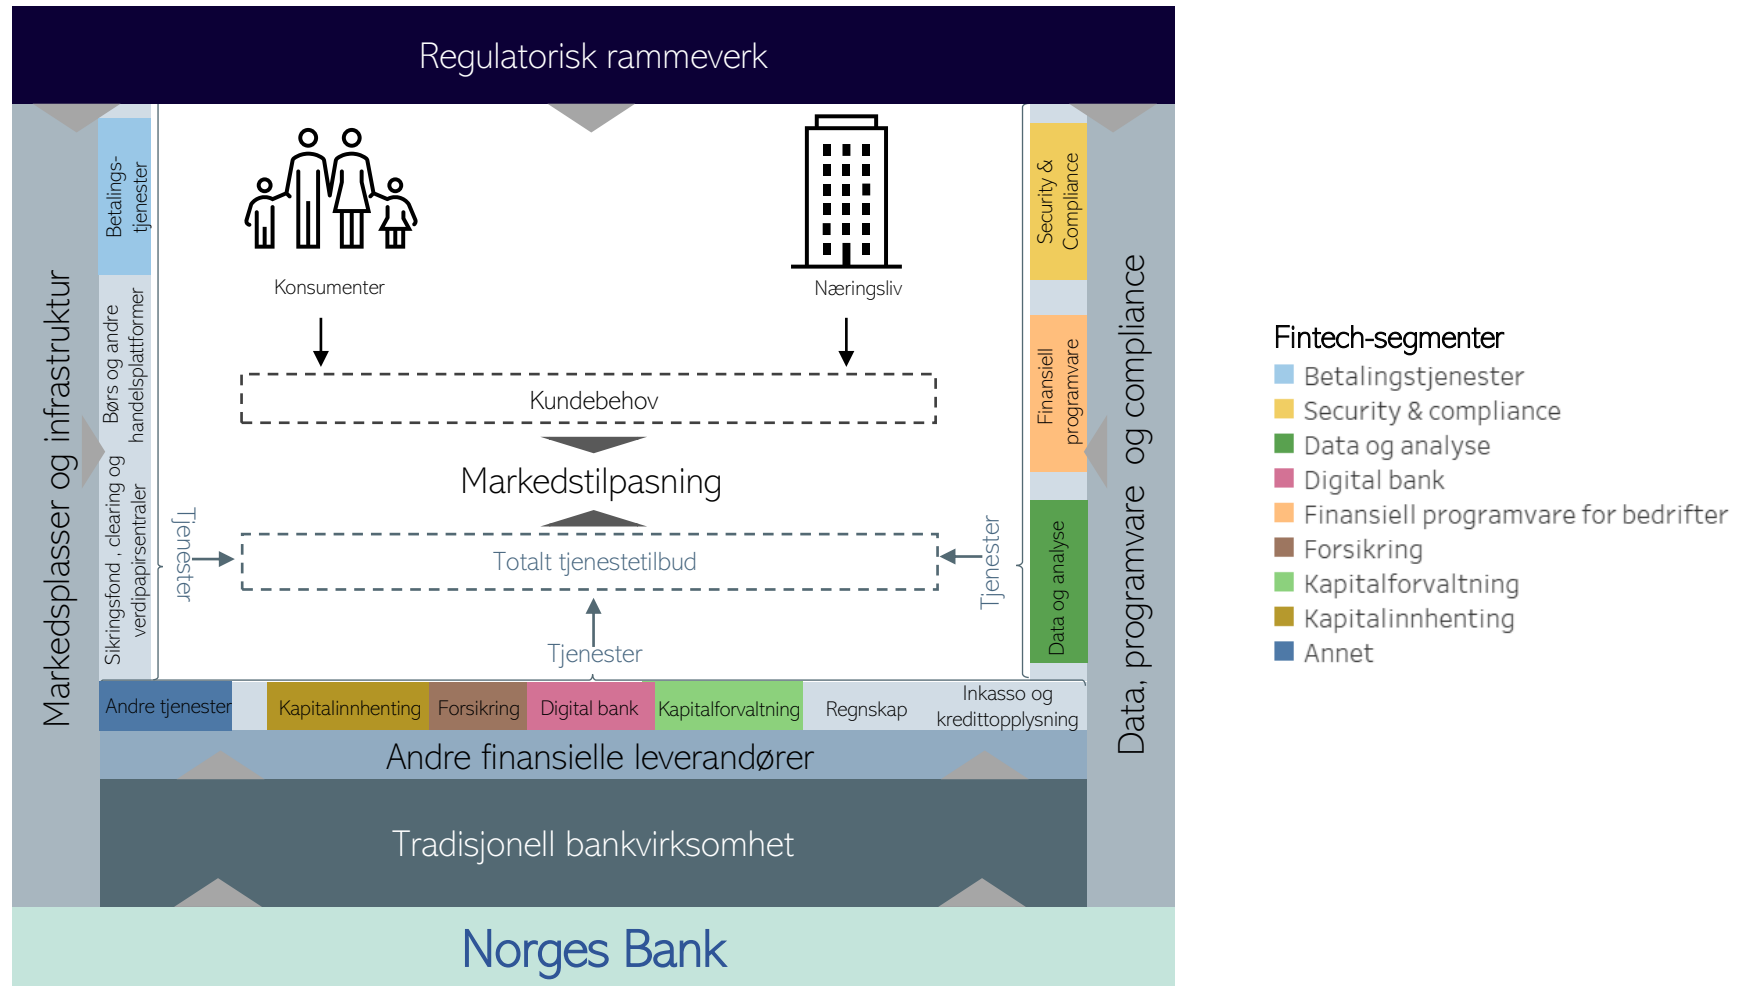 Regulatorisk rammeverk
Markedsplasser og infrastruktur
Betalings-
tjenester
Børs og andre
handelsplattformer
Sikringsfond , clearing og
verdipapirsentraler
Konsumenter
Næringsliv
Kundebehov
Markedstilpasning
Totalt tjenestetilbud
Tjenester
Tjenester
Tjenester
Security &
Compliance
Finansiell
programvare
Data og analyse
Data, programvare og compliance
Andre tjenester
Kapitalinnhenting
Forsikring
Digital bank
Kapitalforvaltning
Regnskap
Inkasso og
kredittopplysning
Andre finansielle leverandører
Tradisjonell bankvirksomhet
Norges Bank
Fintech-segmenter
Betalingstjenester
Security & compliance
Data og analyse
Digital bank
Finansiell programvare for bedrifter
Forsikring
Kapitalforvaltning
Kapitalinnhenting
Annet